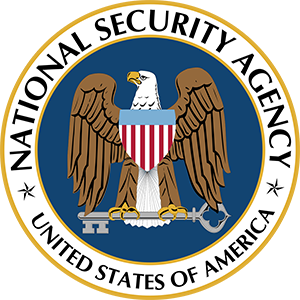 NATIONAL SECURITY AGENCY
UNITED STATES OF AMERICA